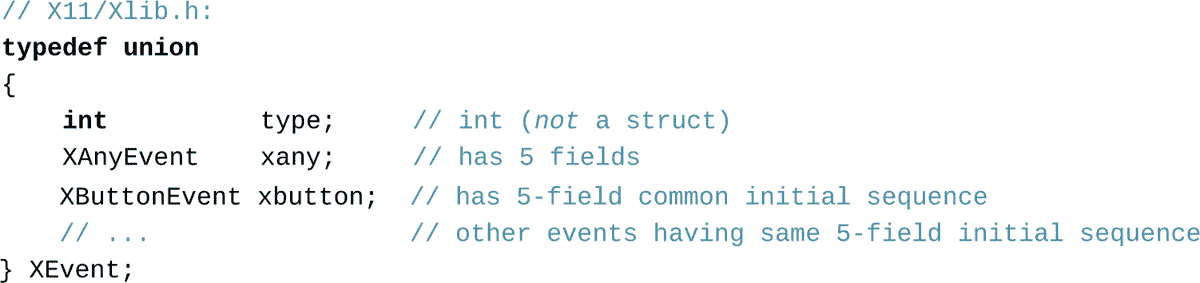 // X11/Xlib.h:
typedef union
{
    int          type;     // int (not a struct)
    XAnyEvent    xany;     // has 5 fields
    XButtonEvent xbutton;  // has 5-field common initial sequence
    // ...                 // other events having same 5-field initial sequence
} XEvent;